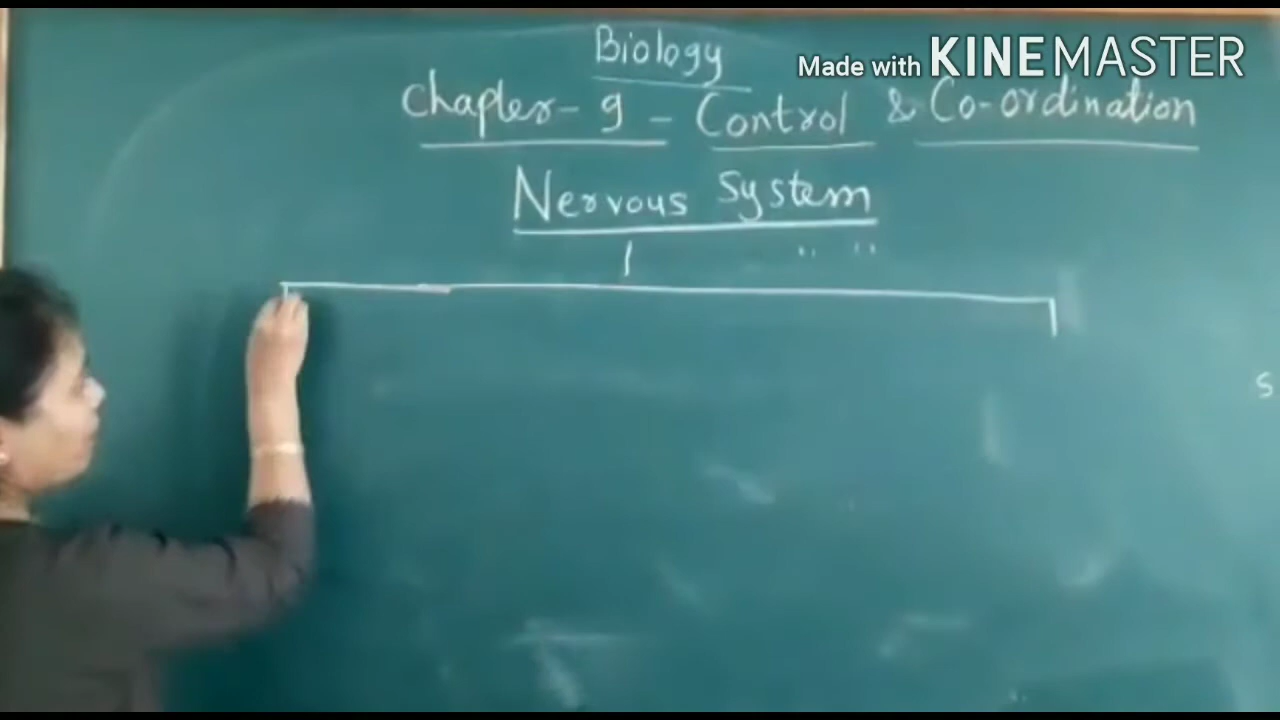 Biology
Made with KINEMASTER
Chapter - 9 - Control & Co-ordination
Nervous System
S